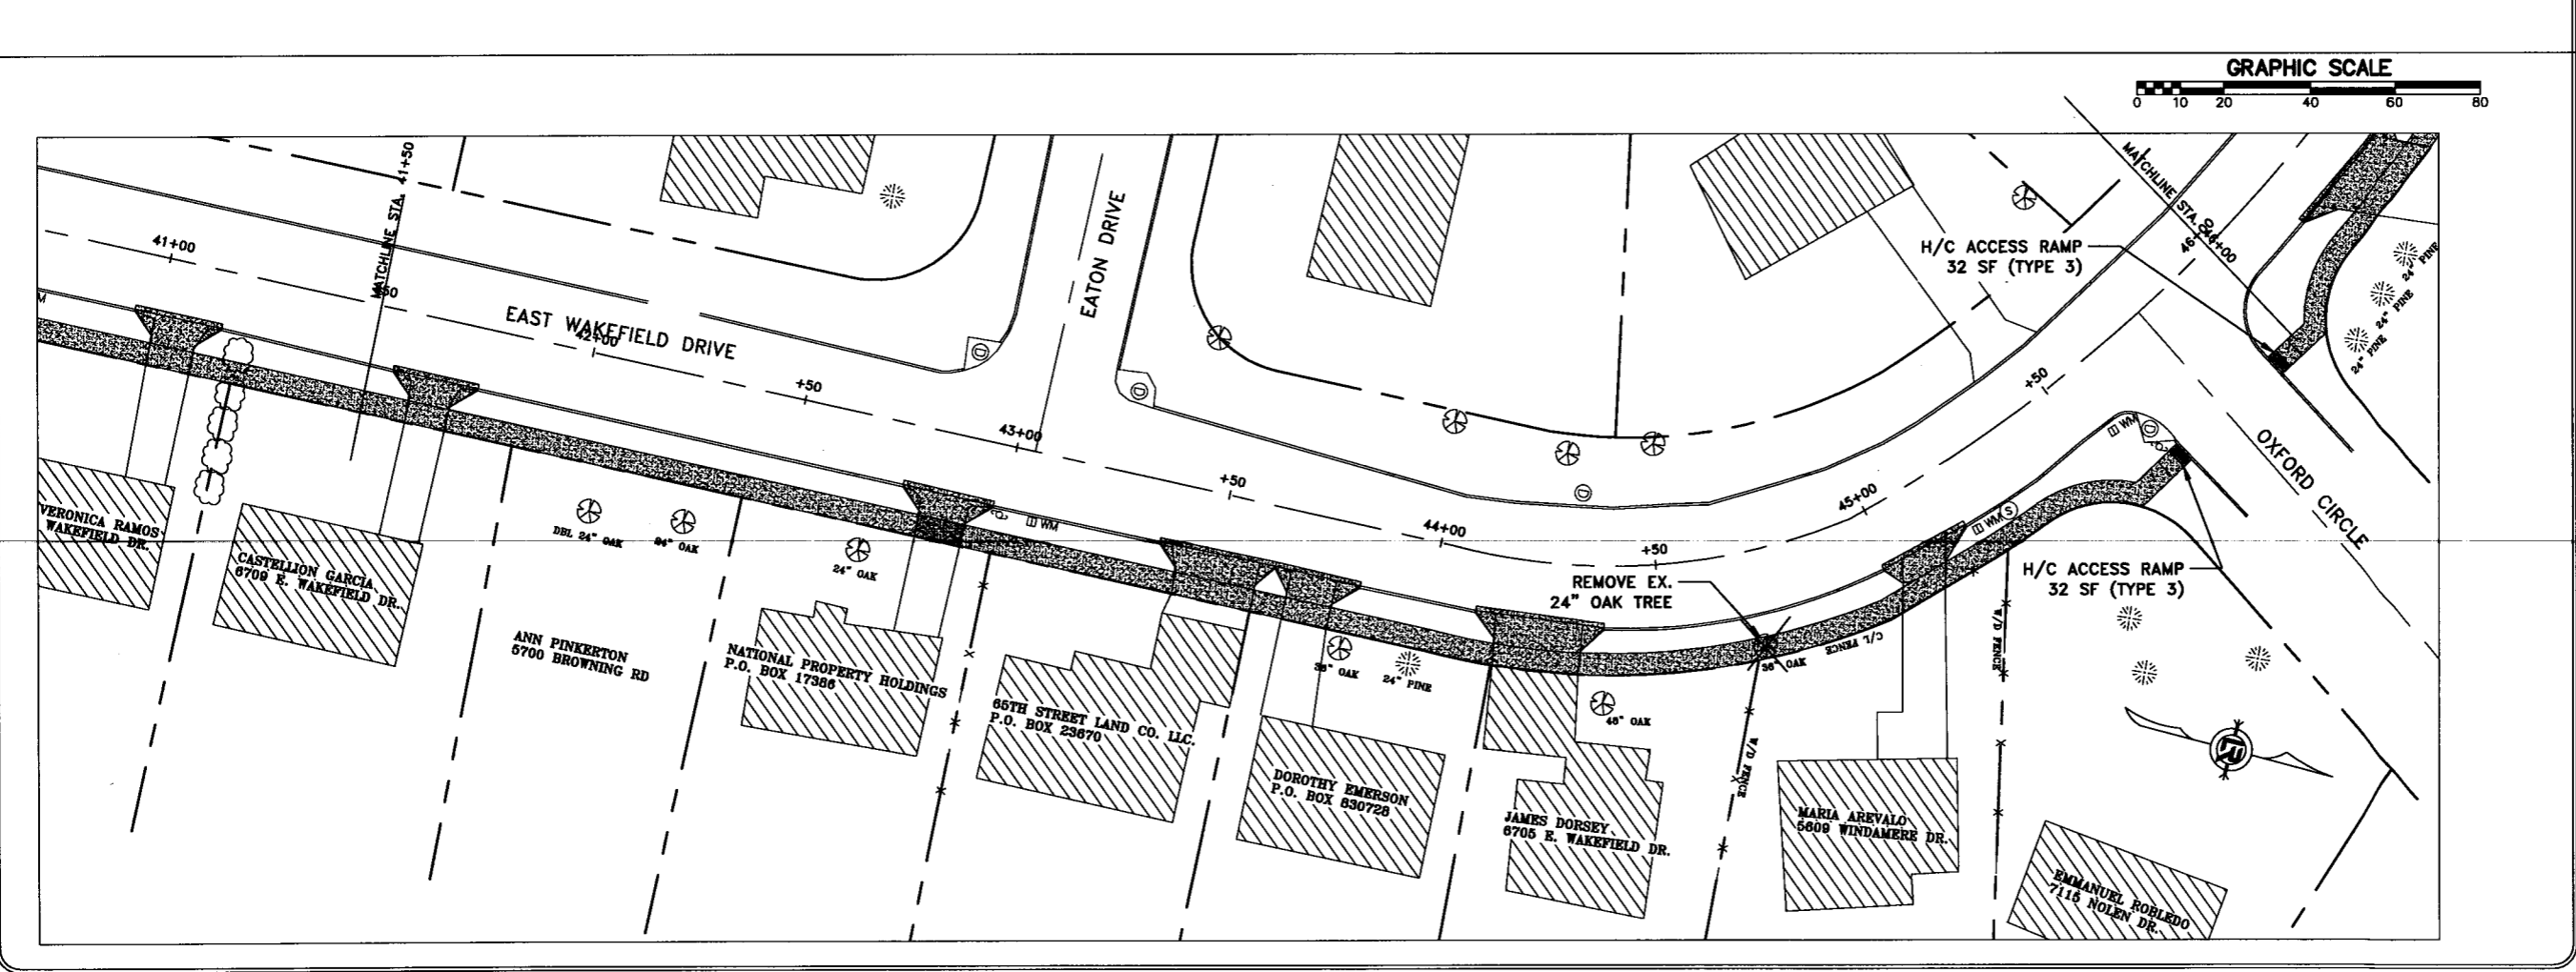 GRAPHIC SCALE
0 10 20 40 60 80
MATCHLINE STA. 41+50
41+00
+50
EAST WAKEFIELD DRIVE
42+00
+50
43+00
+50
44+00
+50
45+00
+50
46+00
EATON DRIVE
MATCHLINE STA. 46+00
H/C ACCESS RAMP
32 SF (TYPE 3)
24" PINE
24" PINE
24" PINE
OXFORD CIRCLE
D
D
D
D
M
WM
WM
WM
S
H/C ACCESS RAMP
32 SF (TYPE 3)
REMOVE EX.
24" OAK TREE
VERONICA RAMOS
WAKEFIELD DR.
CASTELLION GARCIA
6709 E. WAKEFIELD DR.
DBL 24" OAK
24" OAK
24" OAK
ANN PINKERTON
5700 BROWNING RD
NATIONAL PROPERTY HOLDINGS
P.O. BOX 17386
65TH STREET LAND CO. LLC.
P.O. BOX 23670
OAK
24" PINE
DOROTHY EMERSON
P.O. BOX 830728
48" OAK
JAMES DORSEY
6705 E. WAKEFIELD DR.
36" OAK
C/L FENCE
W/D FENCE
W/D FENCE
MARIA AREVALO
5609 WINDAMERE DR.
EMMANUEL ROBLEDO
7115 NOLEN DR.